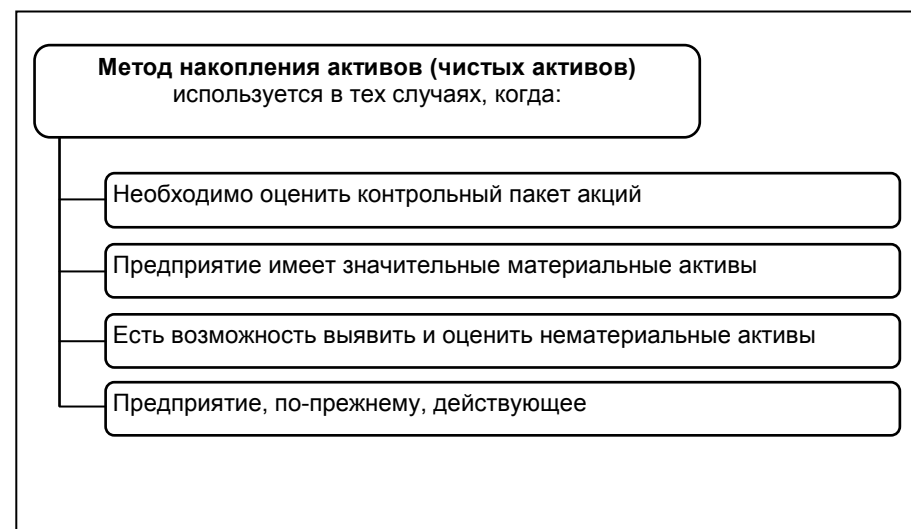 Метод накопления активов (чистых активов)
используется в тех случаях, когда:
Необходимо оценить контрольный пакет акций
Предприятие имеет значительные материальные активы
Есть возможность выявить и оценить нематериальные активы
Предприятие, по-прежнему, действующее